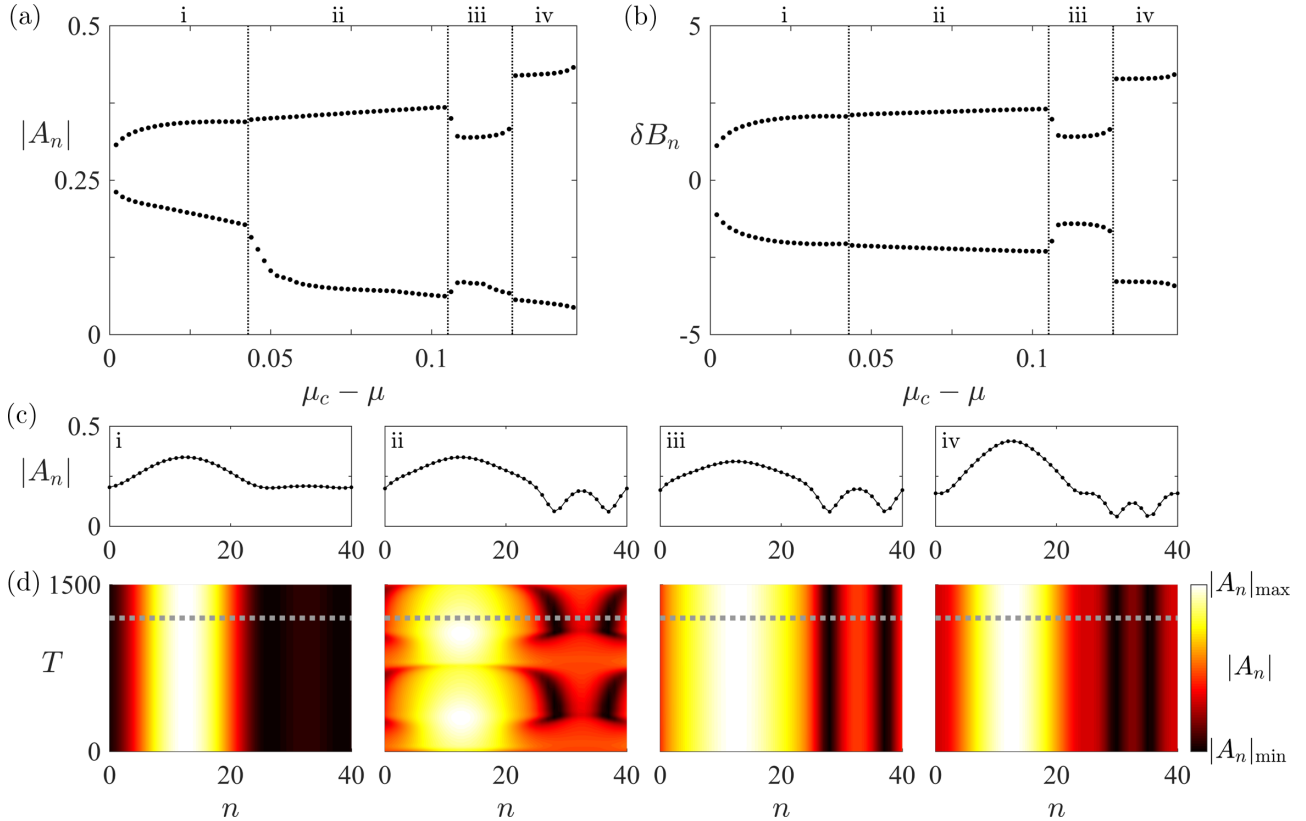 (a) i ii iii iv
0.5
|A_n|
0.25
0
0 0.05 0.1
μ_c − μ
(b) i ii iii iv
5
δB_n
0
-5
0 0.05 0.1
μ_c − μ
(c)
0.5
|A_n|
0
i
0 20 40
ii
0 20 40
iii
0 20 40
iv
0 20 40
(d)
1500
T
0
0 20 40
n
0 20 40
n
0 20 40
n
0 20 40
n
|A_n|_max
|A_n|
|A_n|_min